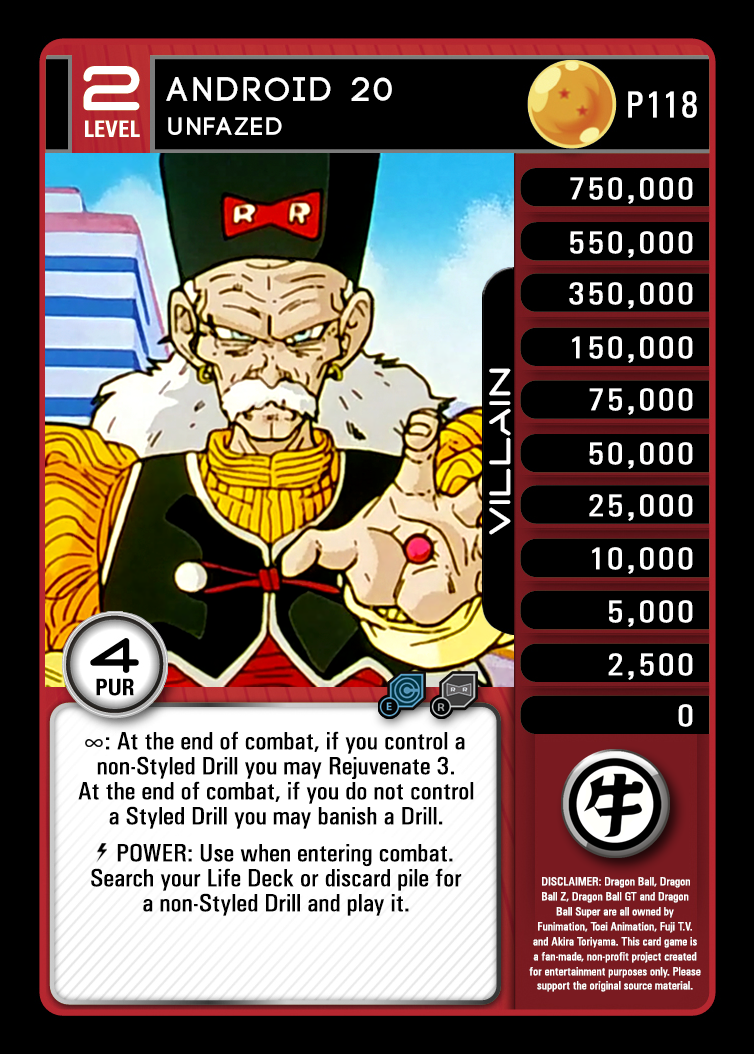 2
LEVEL
ANDROID 20
UNFAZED
P118
R R
750,000
550,000
350,000
150,000
75,000
50,000
25,000
10,000
5,000
2,500
0
VILLAIN
4
PUR
E
R
R R
∞: At the end of combat, if you control a
non-Styled Drill you may Rejuvenate 3.
At the end of combat, if you do not control
a Styled Drill you may banish a Drill.
POWER: Use when entering combat.
Search your Life Deck or discard pile for
a non-Styled Drill and play it.
牛
DISCLAIMER: Dragon Ball, Dragon
Ball Z, Dragon Ball GT and Dragon
Ball Super are all owned by
Funimation, Toei Animation, Fuji T.V.
and Akira Toriyama. This card game is
a fan-made, non-profit project created
for entertainment purposes only. Please
support the original source material.